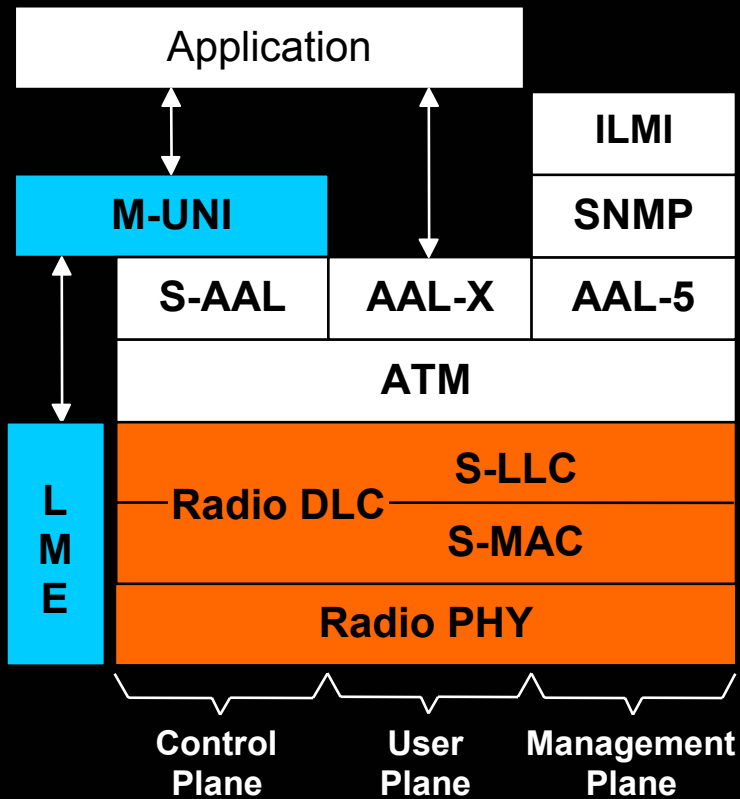 Application
ILMI
M-UNI
SNMP
S-AAL
AAL-X
AAL-5
ATM
L
M
E
Radio DLC
S-LLC
S-MAC
Radio PHY
Control
Plane
User
Plane
Management
Plane